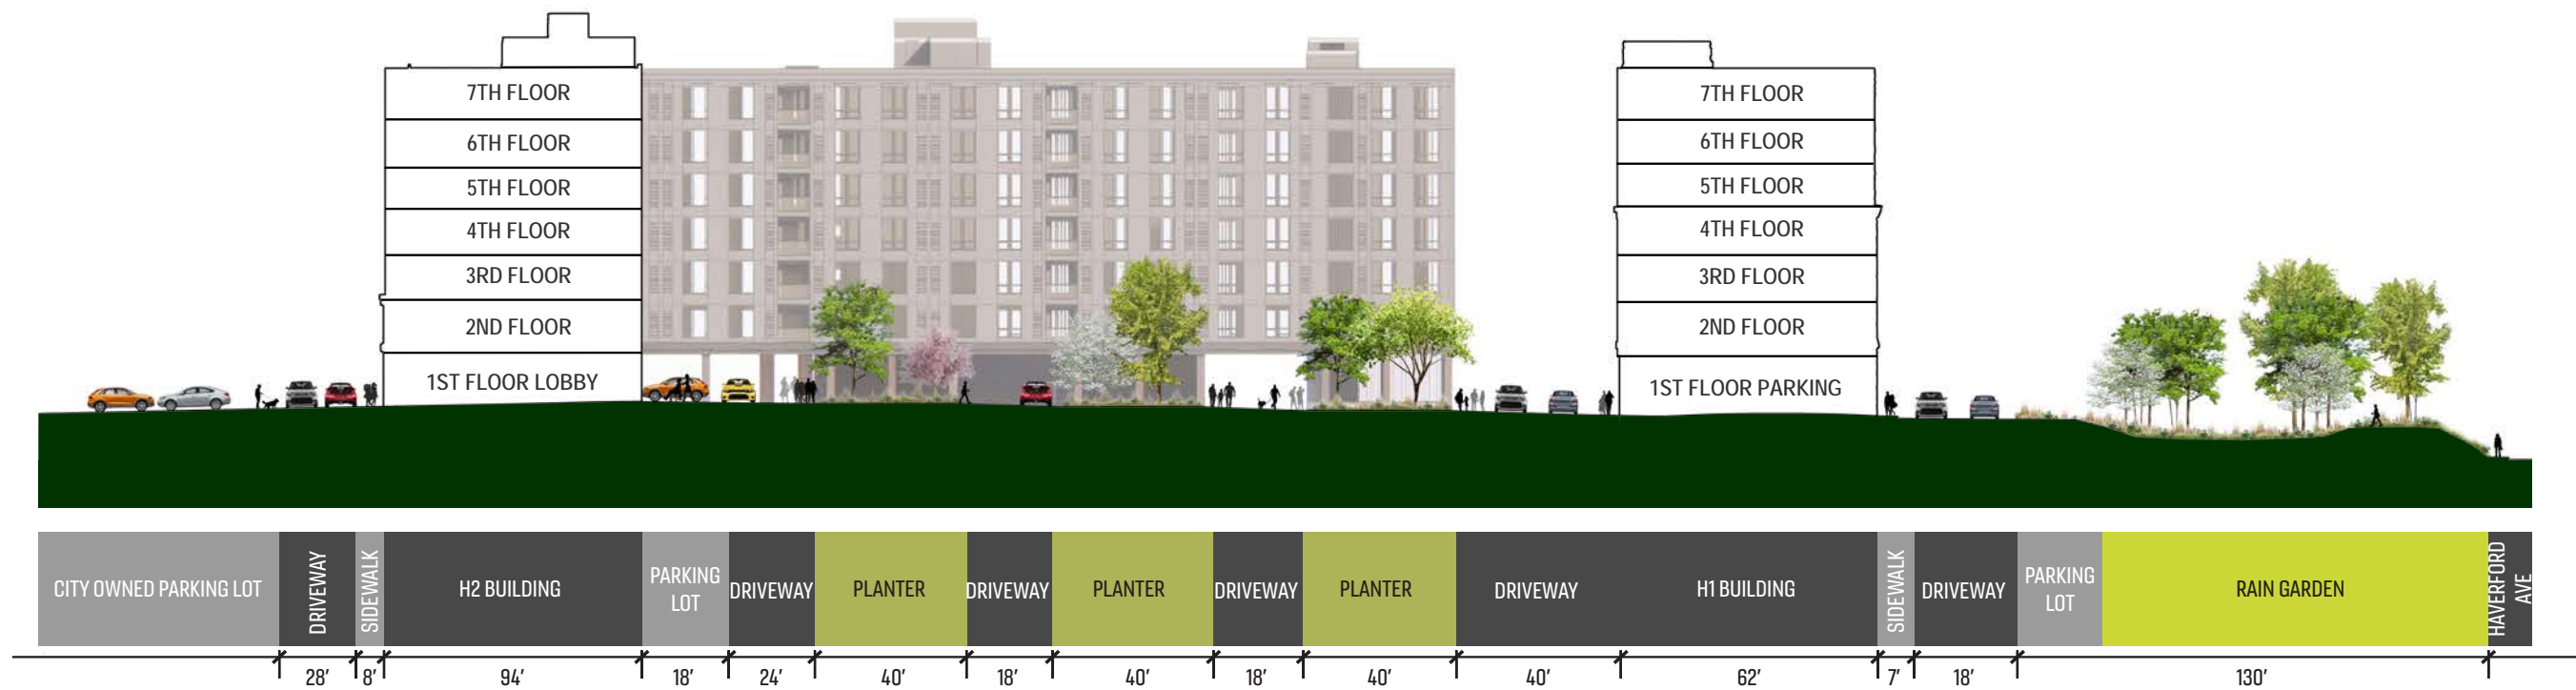 7TH FLOOR
6TH FLOOR
5TH FLOOR
4TH FLOOR
3RD FLOOR
2ND FLOOR
1ST FLOOR LOBBY
7TH FLOOR
6TH FLOOR
5TH FLOOR
4TH FLOOR
3RD FLOOR
2ND FLOOR
1ST FLOOR PARKING
CITY OWNED PARKING LOT
DRIVEWAY
SIDEWALK
H2 BUILDING
PARKING
LOT
DRIVEWAY
PLANTER
DRIVEWAY
PLANTER
DRIVEWAY
PLANTER
DRIVEWAY
H1 BUILDING
SIDEWALK
DRIVEWAY
PARKING
LOT
RAIN GARDEN
HAVERFORD
AVE
28'
8'
94'
18'
24'
40'
18'
40'
18'
40'
40'
62'
7'
18'
130'